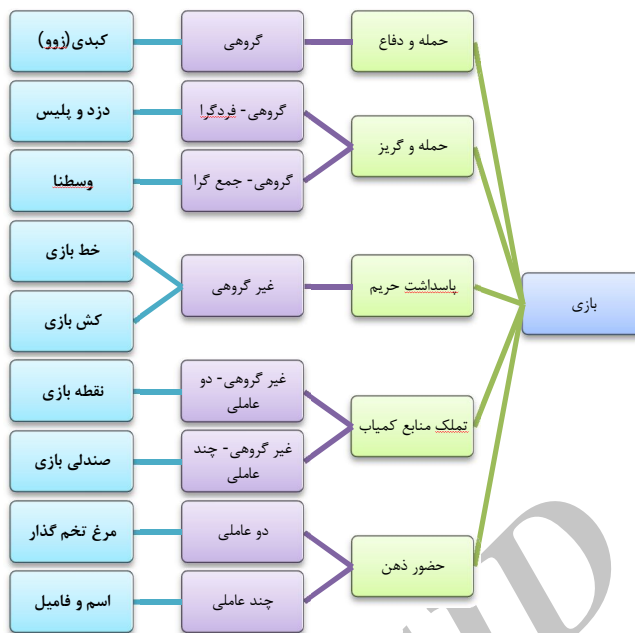 بازی
حمله و دفاع
گروهی
کبدی(زوو)
حمله و گریز
گروهی- فردگرا
دزد و پلیس
گروهی- جمع گرا
وسطنا
پاسداشت حریم
غیر گروهی
خط بازی
کش بازی
تملک منابع کمیاب
غیر گروهی- دو
عاملی
نقطه بازی
غیر گروهی- چند
عاملی
صندلی بازی
حضور ذهن
دو عاملی
مرغ تخم گذار
چند عاملی
اسم و فامیل